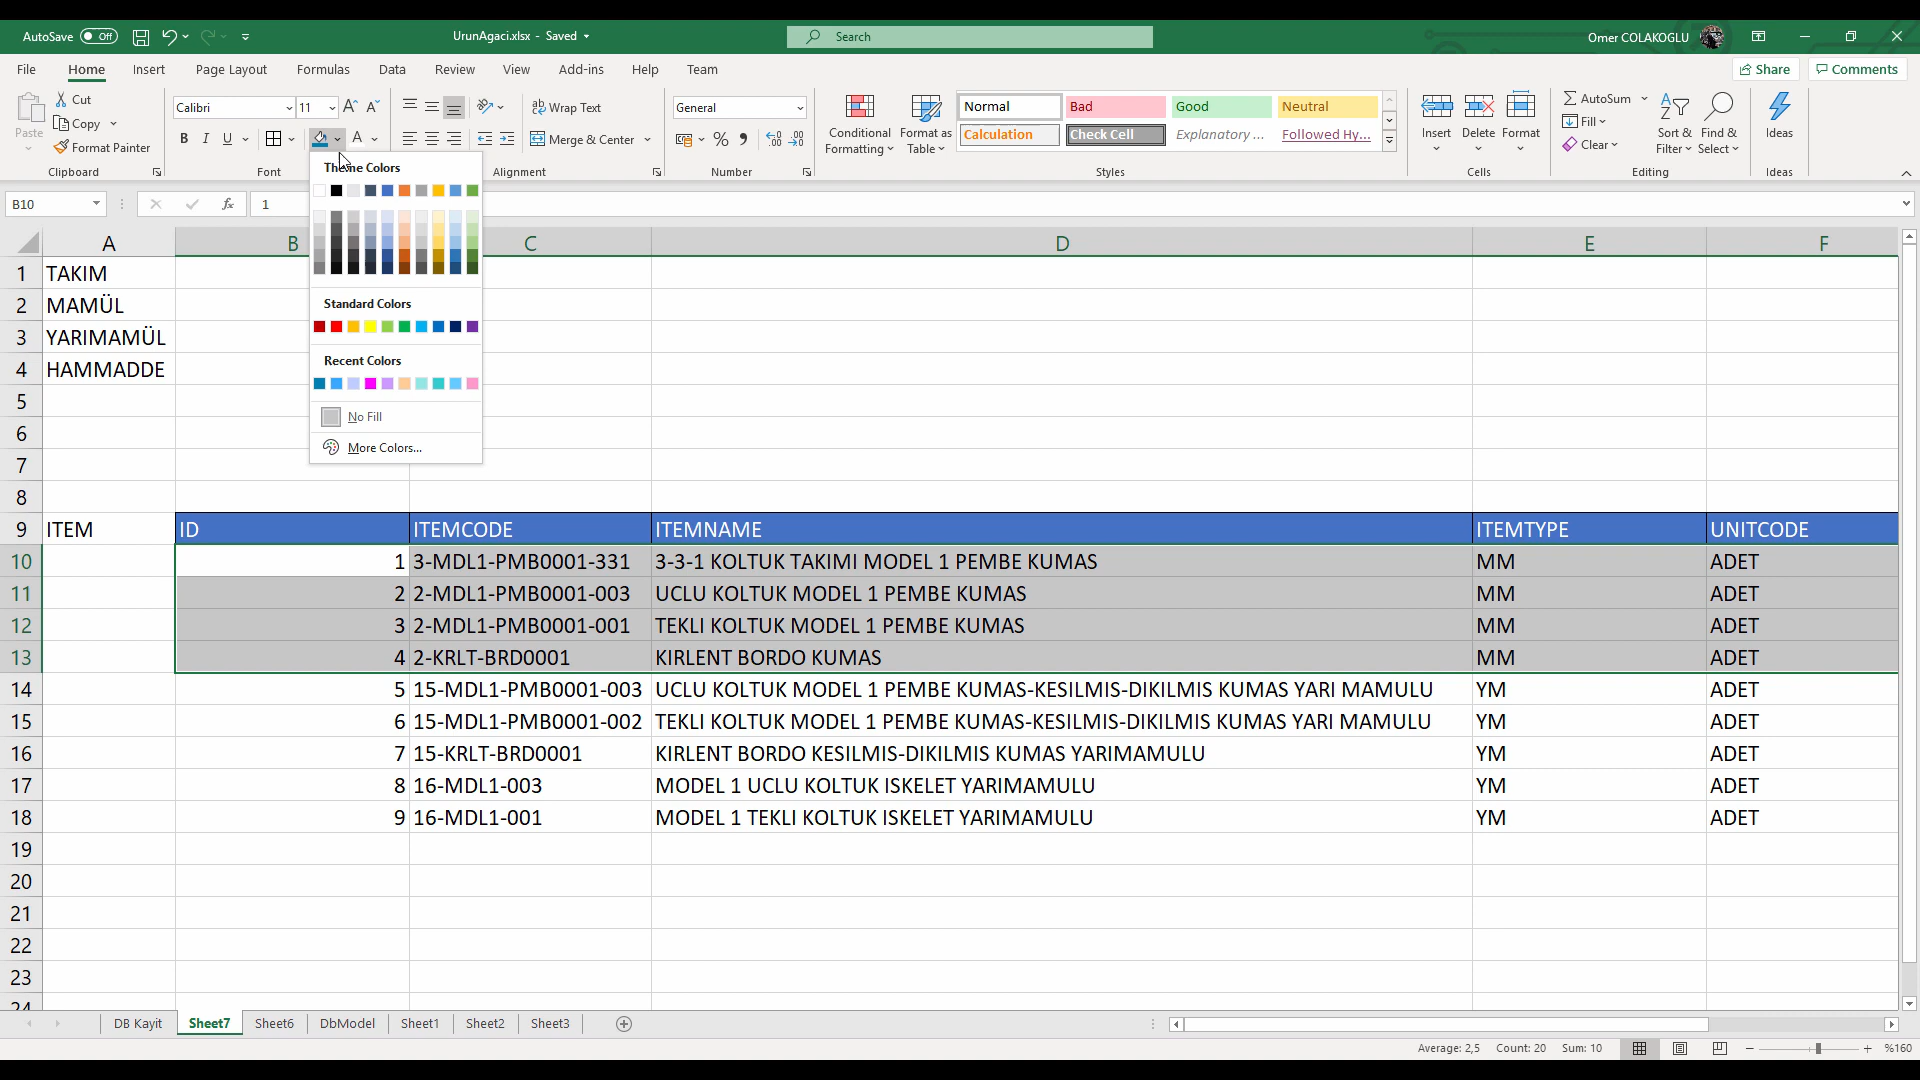 AutoSave Off UrunAgaci.xlsx - Saved Search Omer COLAKOGLU
File Home Insert Page Layout Formulas Data Review View Add-ins Help Team Share Comments
Paste Cut Copy Format Painter Clipboard
Calibri 11 B I U A Font
Wrap Text Merge & Center Alignment
General % Number
Conditional Formatting Format as Table
Normal Bad Good Neutral
Calculation Check Cell Explanatory ... Followed Hy...
Styles
Insert Delete Format Cells
AutoSum Fill Clear Sort & Filter Find & Select Editing
Ideas Ideas
B10 fx 1
Theme Colors
Standard Colors
Recent Colors
No Fill
More Colors...
A B C D E F
1 TAKIM
2 MAMÜL
3 YARIMAMÜL
4 HAMMADDE
5
6
7
8
9 ITEM ID ITEMCODE ITEMNAME ITEMTYPE UNITCODE
10 1 3-MDL1-PMB0001-331 3-3-1 KOLTUK TAKIMI MODEL 1 PEMBE KUMAS MM ADET
11 2 2-MDL1-PMB0001-003 UCLU KOLTUK MODEL 1 PEMBE KUMAS MM ADET
12 3 2-MDL1-PMB0001-001 TEKLI KOLTUK MODEL 1 PEMBE KUMAS MM ADET
13 4 2-KRLT-BRD0001 KIRLENT BORDO KUMAS MM ADET
14 5 15-MDL1-PMB0001-003 UCLU KOLTUK MODEL 1 PEMBE KUMAS-KESILMIS-DIKILMIS KUMAS YARI MAMULU YM ADET
15 6 15-MDL1-PMB0001-002 TEKLI KOLTUK MODEL 1 PEMBE KUMAS-KESILMIS-DIKILMIS KUMAS YARI MAMULU YM ADET
16 7 15-KRLT-BRD0001 KIRLENT BORDO KESILMIS-DIKILMIS KUMAS YARIMAMULU YM ADET
17 8 16-MDL1-003 MODEL 1 UCLU KOLTUK ISKELET YARIMAMULU YM ADET
18 9 16-MDL1-001 MODEL 1 TEKLI KOLTUK ISKELET YARIMAMULU YM ADET
19
20
21
22
23
24
DB Kayit Sheet7 Sheet6 DbModel Sheet1 Sheet2 Sheet3
Average: 2,5 Count: 20 Sum: 10 %160